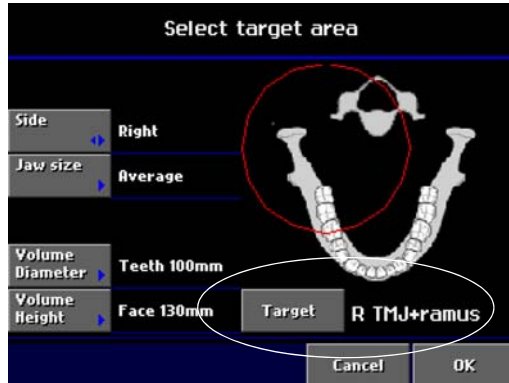 Select target area
Side
Right
Jaw size
Average
Volume
Diameter
Teeth 100mm
Volume
Height
Face 130mm
Target
R TMJ+ramus
Cancel
OK